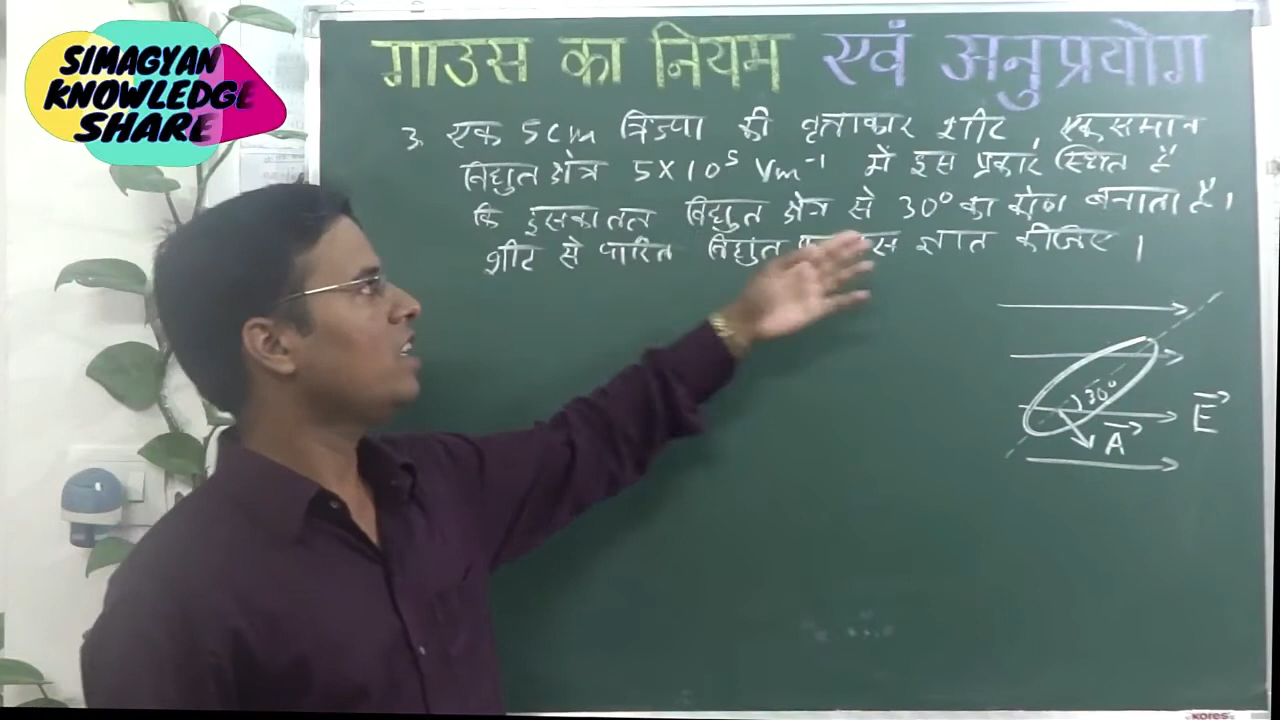 SIMAGYAN
KNOWLEDGE
SHARE
गाउस का नियम एवं अनुप्रयोग
3. एक 5cm त्रिज्या की वृत्ताकार शीट, एकसमान
विद्युत क्षेत्र 5×10⁵ Vm⁻¹ में इस प्रकार स्थित है
कि इसका तल विद्युत क्षेत्र से 30° का कोण बनाता है।
शीट से पारित विद्युत ज्ञात कीजिए।
30°
E
A
kores